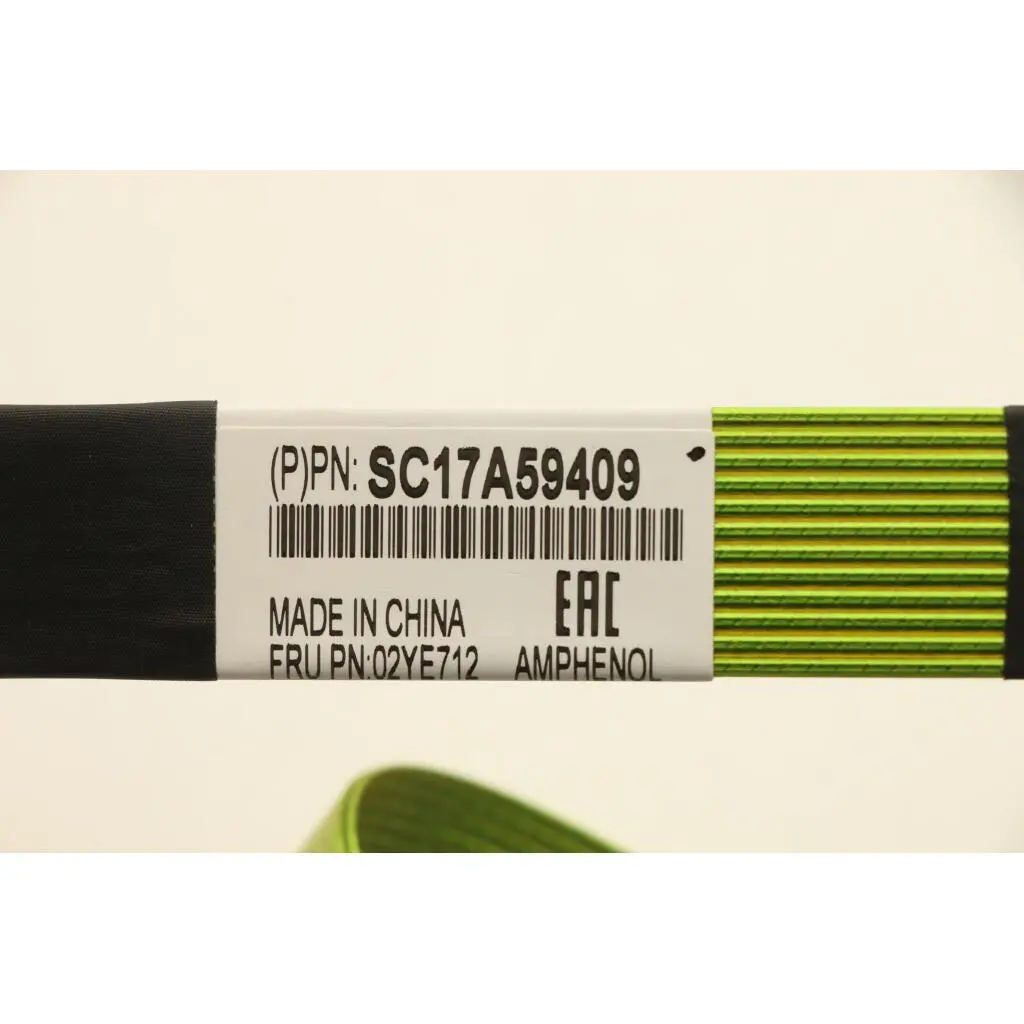 (P)PN: SC17A59409
EAC
MADE IN CHINA
FRU PN:02YE712 AMPHENOL